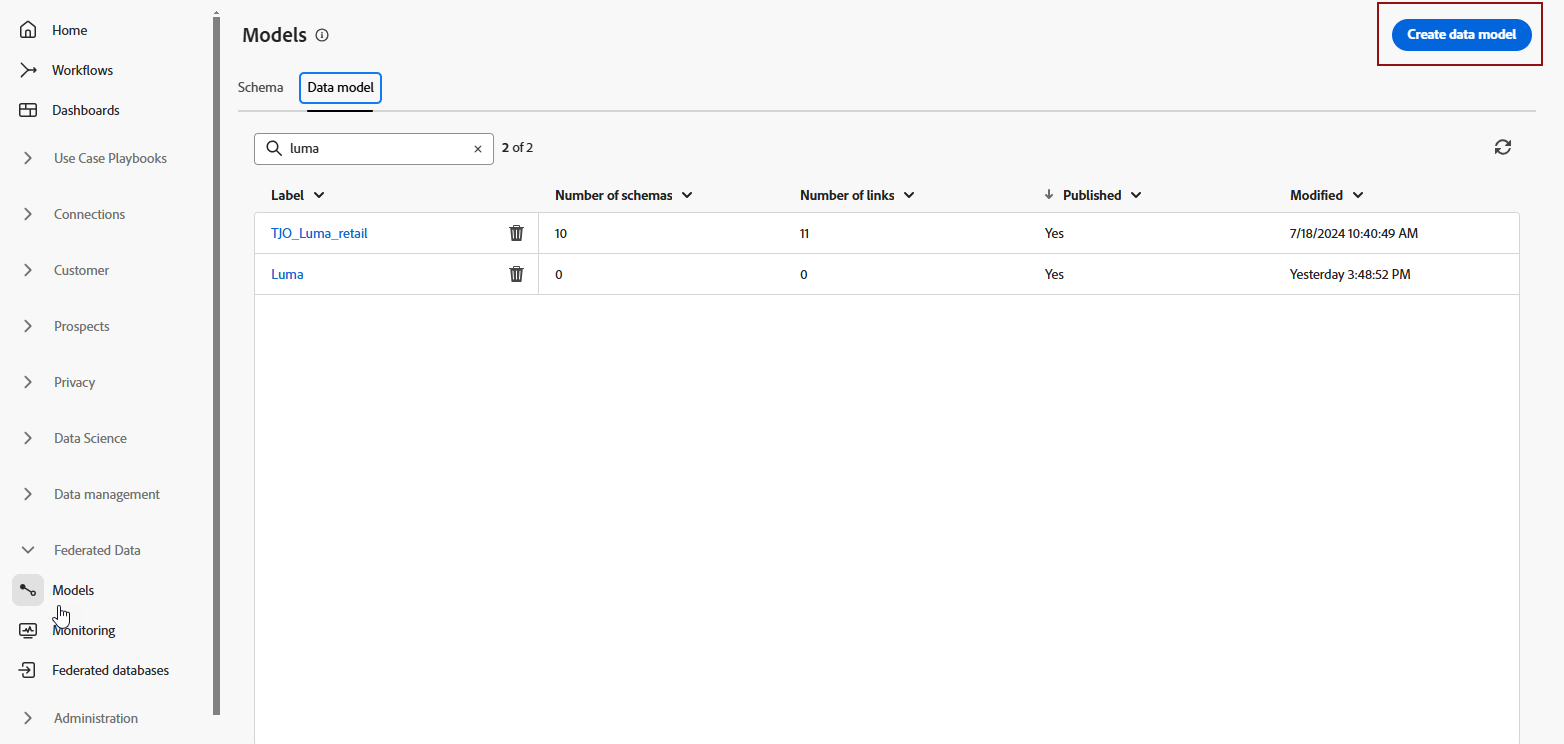 Home
Workflows
Dashboards
Use Case Playbooks
Connections
Customer
Prospects
Privacy
Data Science
Data management
Federated Data
Models
Monitoring
Federated databases
Administration
Models
Create data model
Schema Data model
luma 2 of 2
Label Number of schemas Number of links Published Modified
TJO_Luma_retail 10 11 Yes 7/18/2024 10:40:49 AM
Luma 0 0 Yes Yesterday 3:48:52 PM